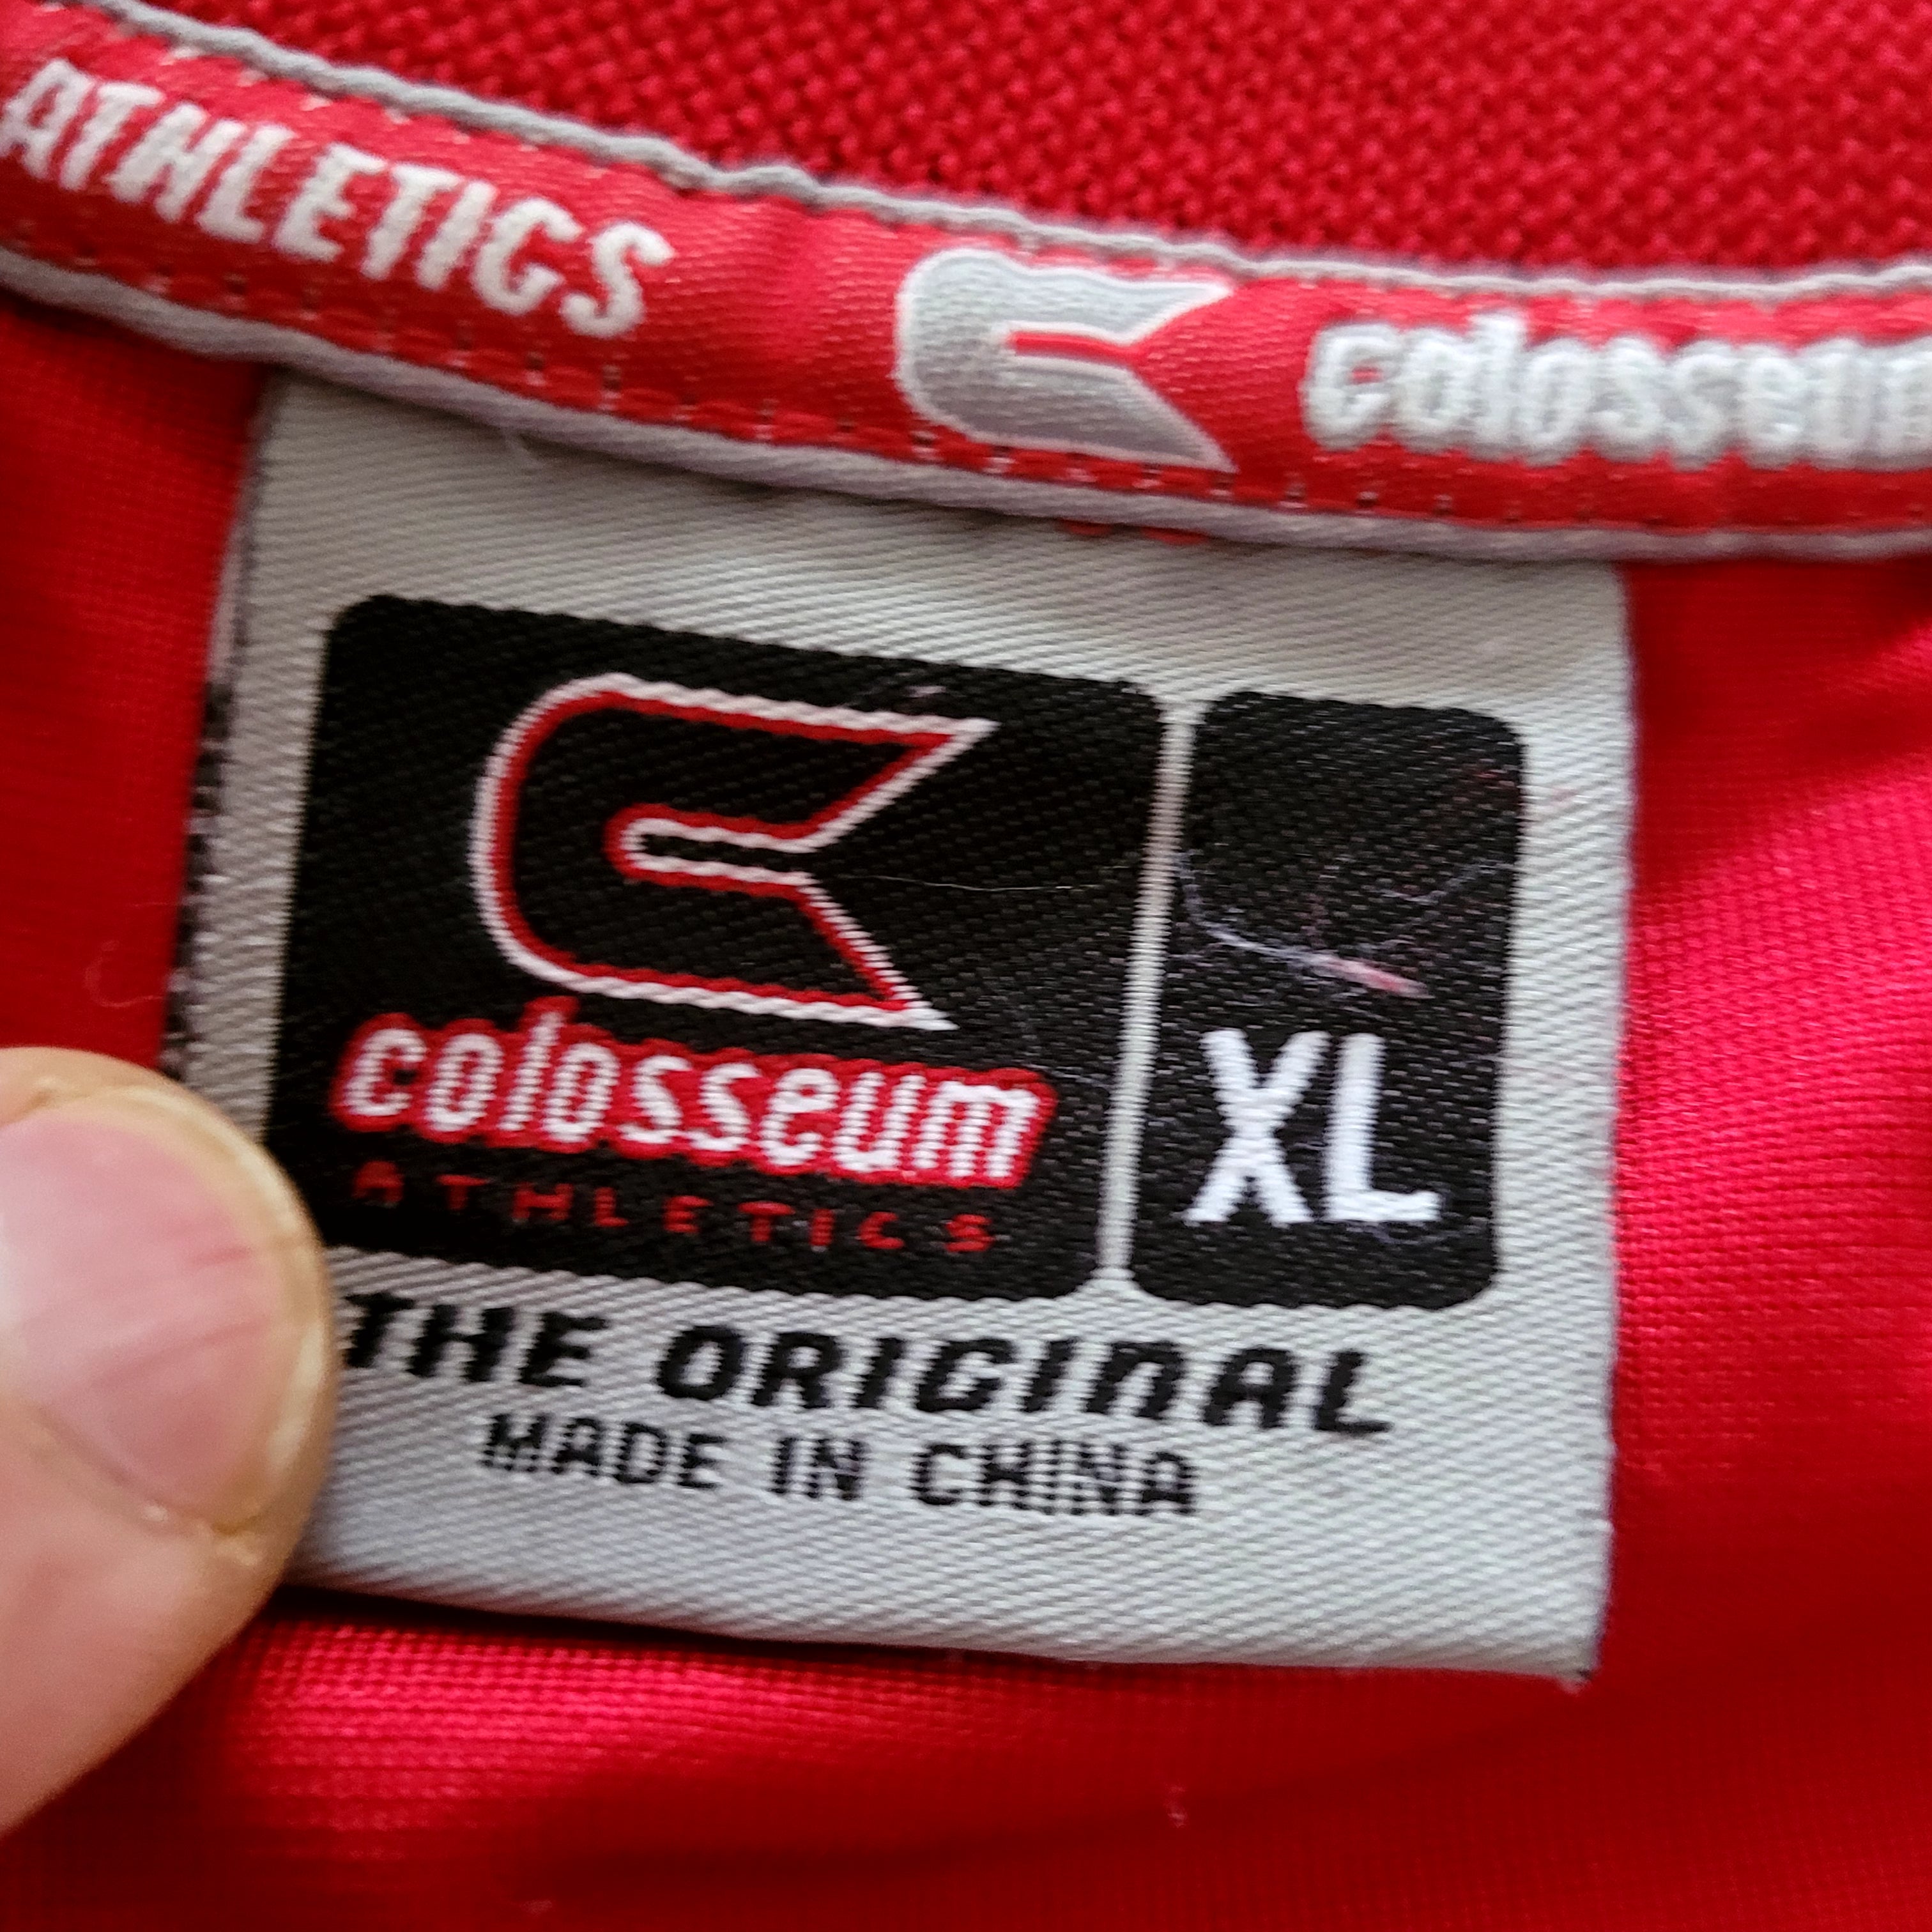 ATHLETICS
colosseum
colosseum
ATHLETICS
XL
THE ORIGINAL
MADE IN CHINA